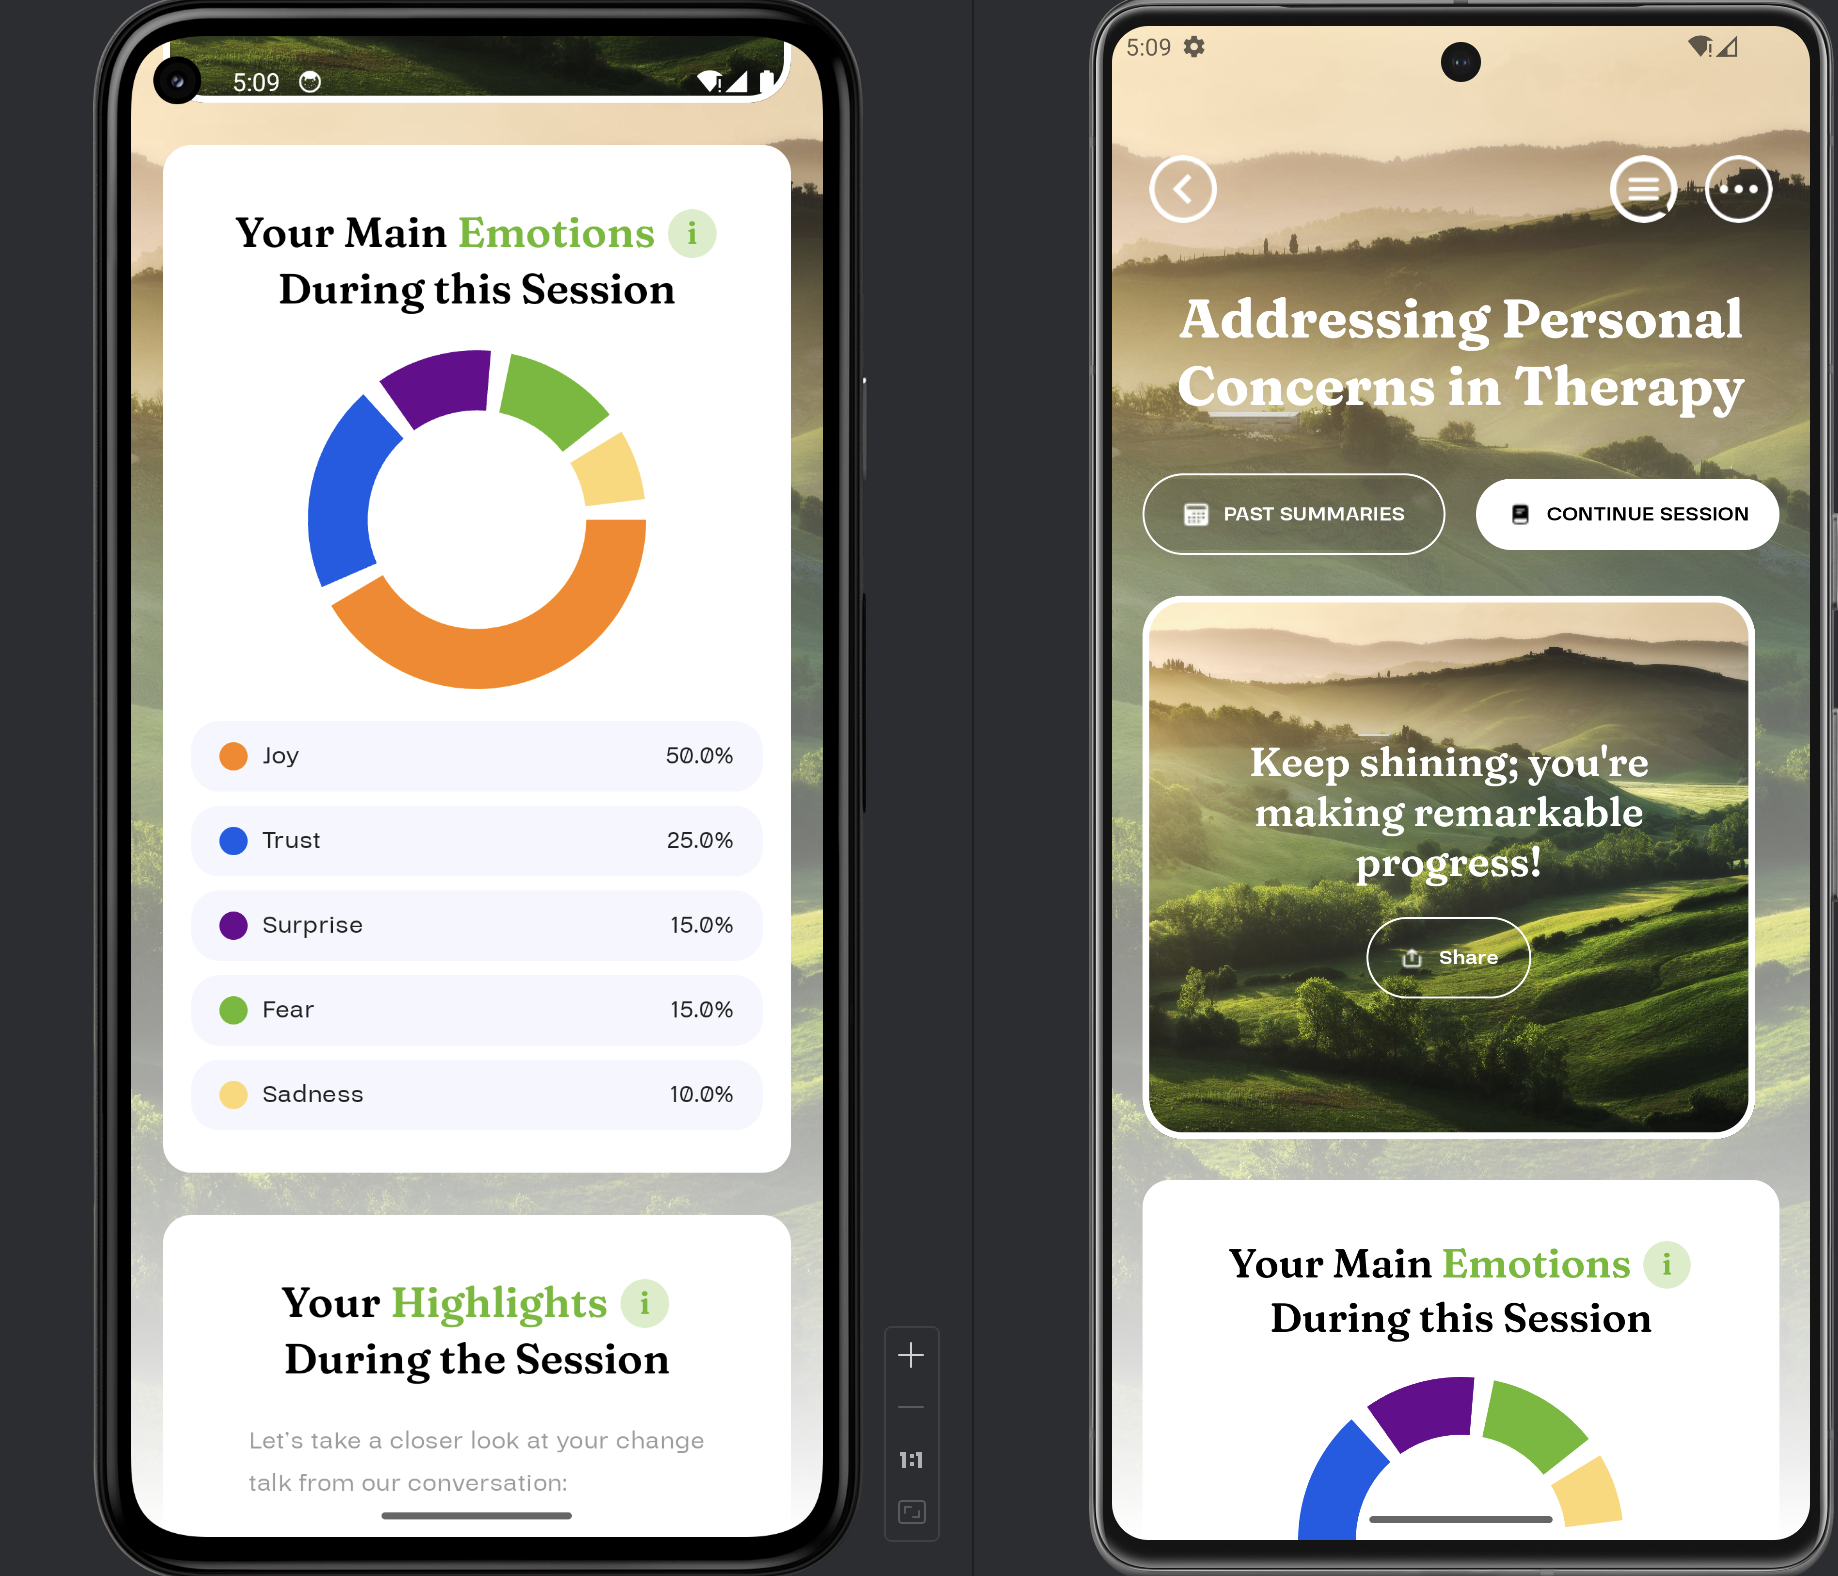 5:09
Your Main Emotions i
During this Session
Joy 50.0%
Trust 25.0%
Surprise 15.0%
Fear 15.0%
Sadness 10.0%
Your Highlights i
During the Session
Let's take a closer look at your change
talk from our conversation:
1:1
5:09
Addressing Personal
Concerns in Therapy
PAST SUMMARIES
CONTINUE SESSION
Keep shining; you're
making remarkable
progress!
Share
Your Main Emotions i
During this Session